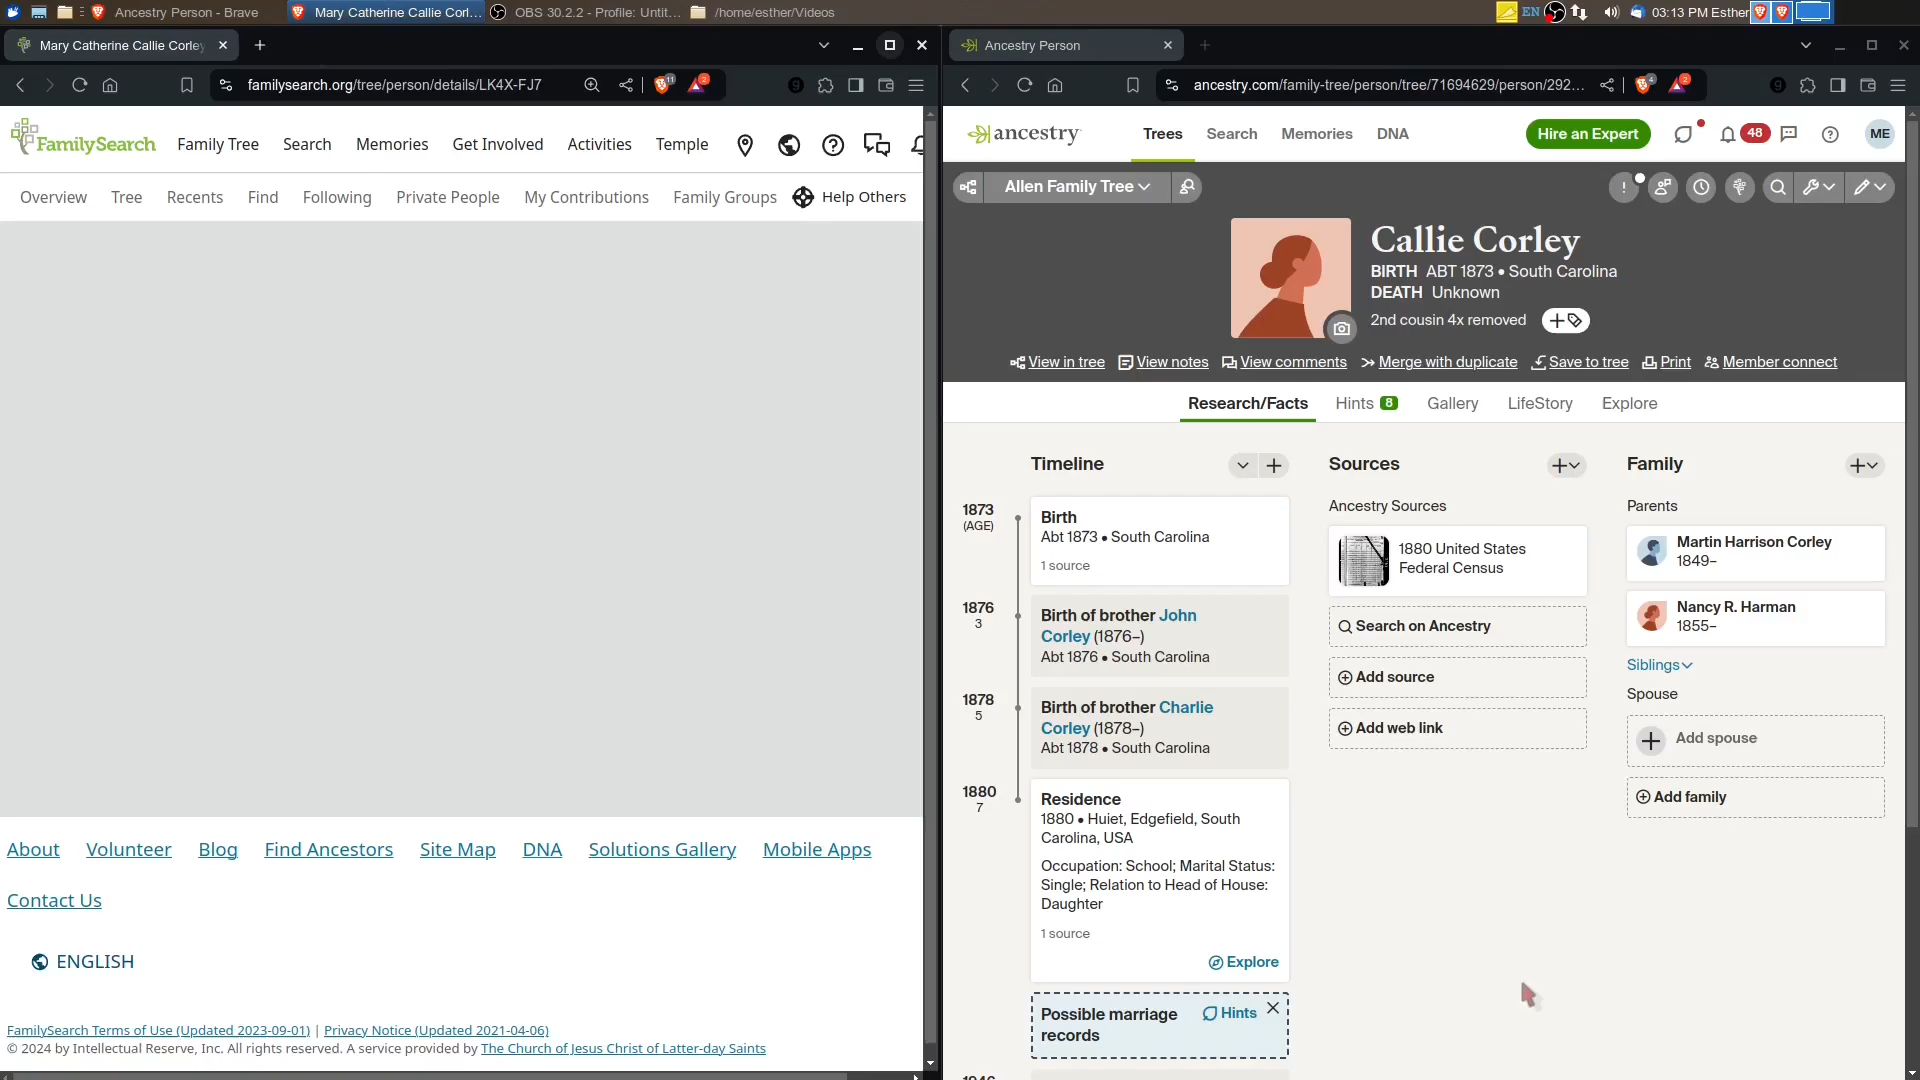 Ancestry Person - Brave
Mary Catherine Callie Corl...
OBS 30.2.2 - Profile: Untit...
/home/esther/Videos
EN
03:13 PM Esther
Mary Catherine Callie Corley
familysearch.org/tree/person/details/LK4X-FJ7
11
2
FamilySearch
Family Tree
Search
Memories
Get Involved
Activities
Temple
Overview
Tree
Recents
Find
Following
Private People
My Contributions
Family Groups
Help Others
About
Volunteer
Blog
Find Ancestors
Site Map
DNA
Solutions Gallery
Mobile Apps
Contact Us
ENGLISH
FamilySearch Terms of Use (Updated 2023-09-01) | Privacy Notice (Updated 2021-04-06)
© 2024 by Intellectual Reserve, Inc. All rights reserved. A service provided by The Church of Jesus Christ of Latter-day Saints
Ancestry Person
ancestry.com/family-tree/person/tree/71694629/person/292...
4
2
ancestry
Trees
Search
Memories
DNA
Hire an Expert
48
ME
Allen Family Tree
Callie Corley
BIRTH ABT 1873 • South Carolina
DEATH Unknown
2nd cousin 4x removed
View in tree
View notes
View comments
Merge with duplicate
Save to tree
Print
Member connect
Research/Facts
Hints 8
Gallery
LifeStory
Explore
Timeline
1873
(AGE)
Birth
Abt 1873 • South Carolina
1 source
1876
3
Birth of brother John
Corley (1876–)
Abt 1876 • South Carolina
1878
5
Birth of brother Charlie
Corley (1878–)
Abt 1878 • South Carolina
1880
7
Residence
1880 • Huiet, Edgefield, South
Carolina, USA
Occupation: School; Marital Status:
Single; Relation to Head of House:
Daughter
1 source
Explore
Possible marriage
records
Hints
Sources
Ancestry Sources
1880 United States
Federal Census
Search on Ancestry
Add source
Add web link
Family
Parents
Martin Harrison Corley
1849–
Nancy R. Harman
1855–
Siblings
Spouse
Add spouse
Add family